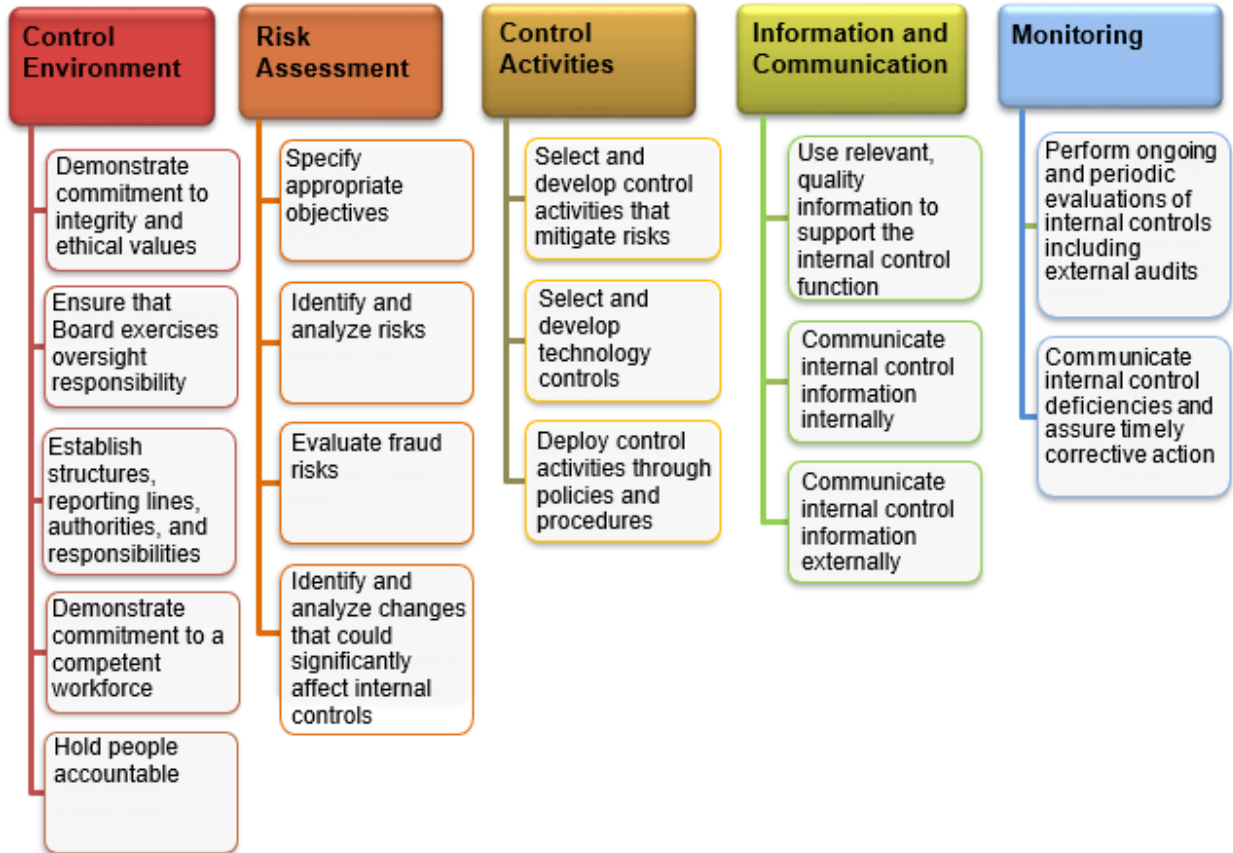 Control
Environment
Demonstrate
commitment to
integrity and
ethical values
Ensure that
Board exercises
oversight
responsibility
Establish
structures,
reporting lines,
authorities, and
responsibilities
Demonstrate
commitment to a
competent
workforce
Hold people
accountable
Risk
Assessment
Specify
appropriate
objectives
Identify and
analyze risks
Evaluate fraud
risks
Identify and
analyze changes
that could
significantly
affect internal
controls
Control
Activities
Select and
develop control
activities that
mitigate risks
Select and
develop
technology
controls
Deploy control
activities through
policies and
procedures
Information and
Communication
Use relevant,
quality
information to
support the
internal control
function
Communicate
internal control
information
internally
Communicate
internal control
information
externally
Monitoring
Perform ongoing
and periodic
evaluations of
internal controls
including
external audits
Communicate
internal control
deficiencies and
assure timely
corrective action